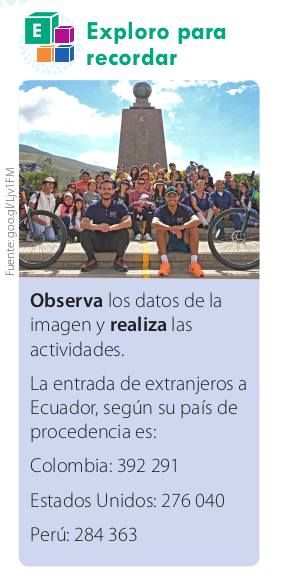 E
Exploro para
recordar
Fuente: goo.gl/Ljv1FM
Observa los datos de la
imagen y realiza las
actividades.
La entrada de extranjeros a
Ecuador, según su país de
procedencia es:
Colombia: 392 291
Estados Unidos: 276 040
Perú: 284 363